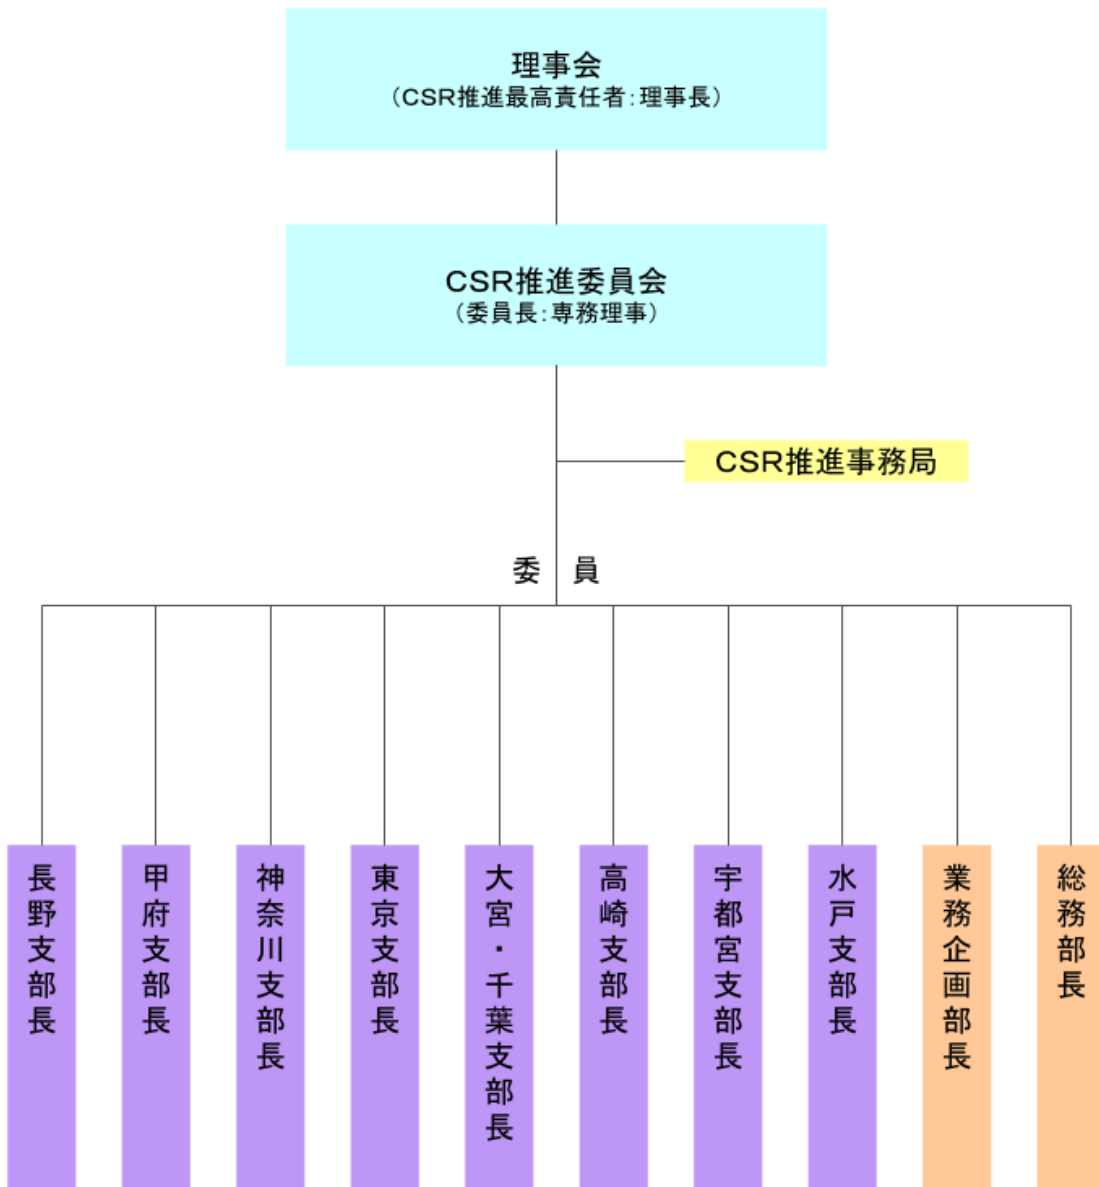 理事会
（CSR推進最高責任者：理事長）
CSR推進委員会
（委員長：専務理事）
CSR推進事務局
委　員
長野支部長
甲府支部長
神奈川支部長
東京支部長
大宮・千葉支部長
高崎支部長
宇都宮支部長
水戸支部長
業務企画部長
総務部長